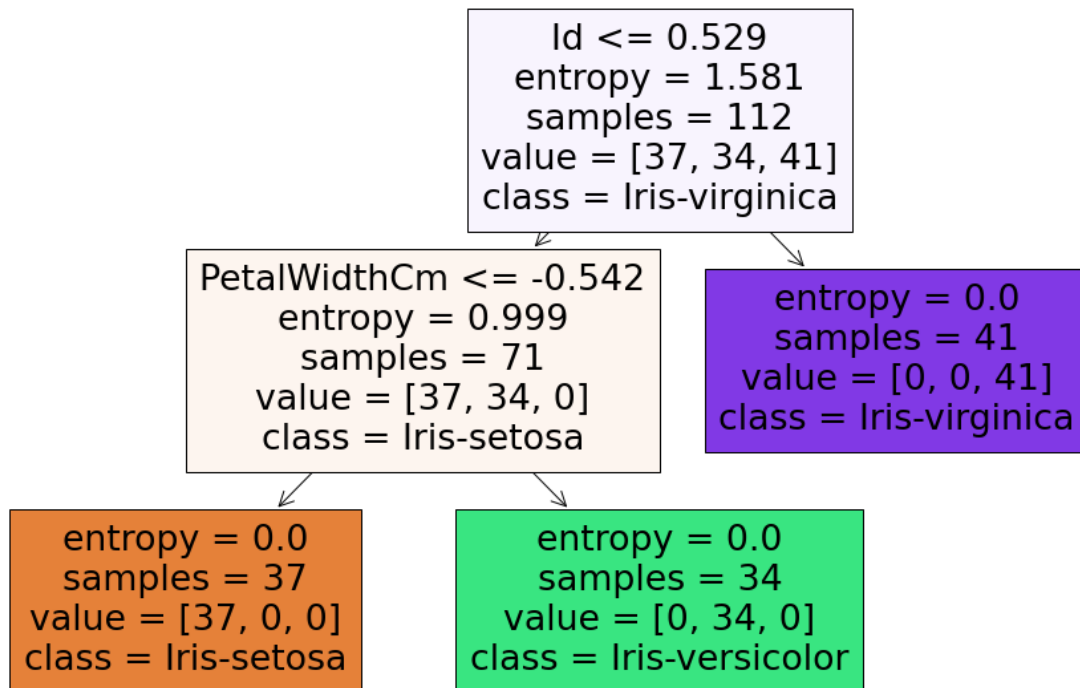 Id <= 0.529
entropy = 1.581
samples = 112
value = [37, 34, 41]
class = Iris-virginica
PetalWidthCm <= -0.542
entropy = 0.999
samples = 71
value = [37, 34, 0]
class = Iris-setosa
entropy = 0.0
samples = 41
value = [0, 0, 41]
class = Iris-virginica
entropy = 0.0
samples = 37
value = [37, 0, 0]
class = Iris-setosa
entropy = 0.0
samples = 34
value = [0, 34, 0]
class = Iris-versicolor